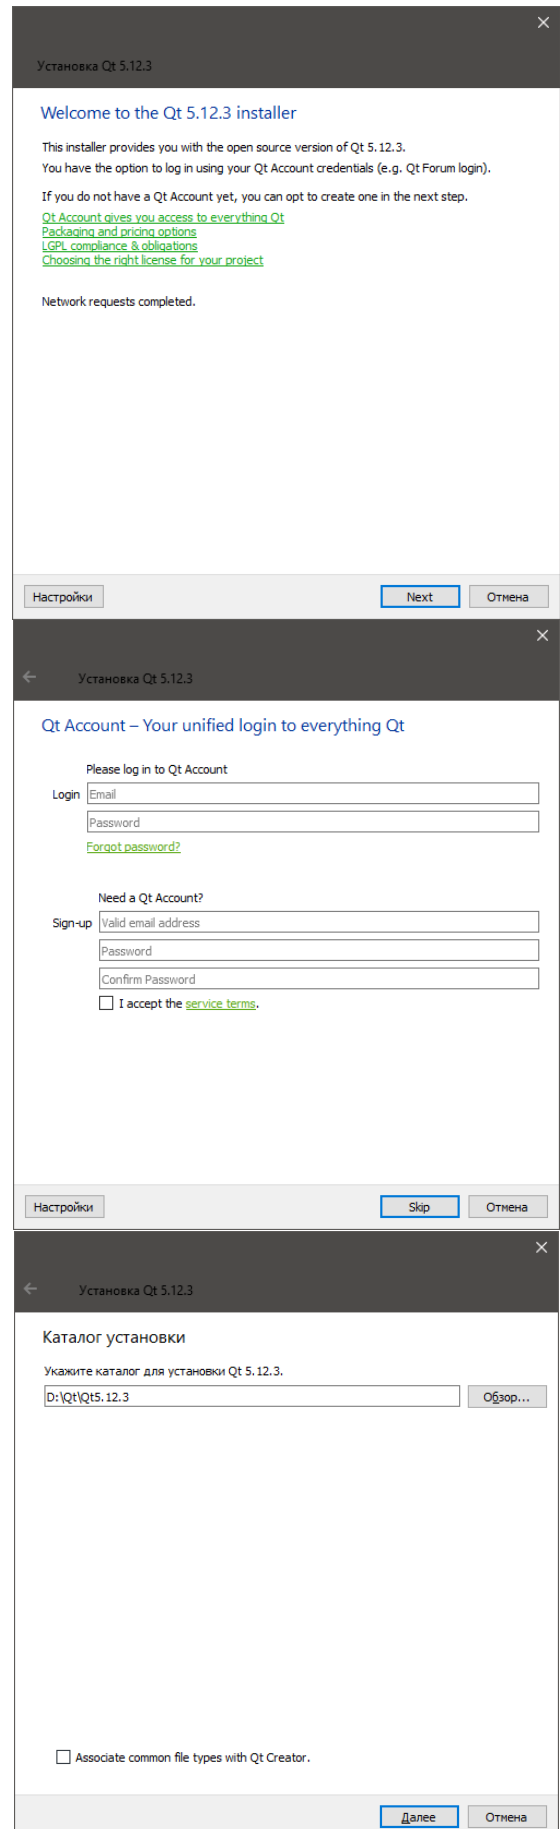 Установка Qt 5.12.3
Welcome to the Qt 5.12.3 installer
This installer provides you with the open source version of Qt 5.12.3.
You have the option to log in using your Qt Account credentials (e.g. Qt Forum login).
If you do not have a Qt Account yet, you can opt to create one in the next step.
Qt Account gives you access to everything Qt
Packaging and pricing options
LGPL compliance & obligations
Choosing the right license for your project
Network requests completed.
Настройки Next Отмена
Установка Qt 5.12.3
Qt Account – Your unified login to everything Qt
Please log in to Qt Account
Login Email
Password
Forgot password?
Need a Qt Account?
Sign-up Valid email address
Password
Confirm Password
I accept the service terms.
Настройки Skip Отмена
Установка Qt 5.12.3
Каталог установки
Укажите каталог для установки Qt 5.12.3.
D:\Qt\Qt5.12.3 Обзор...
Associate common file types with Qt Creator.
Далее Отмена